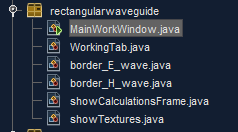 rectangularwaveguide
MainWorkWindow.java
WorkingTab.java
border_E_wave.java
border_H_wave.java
showCalculationsFrame.java
showTextures.java